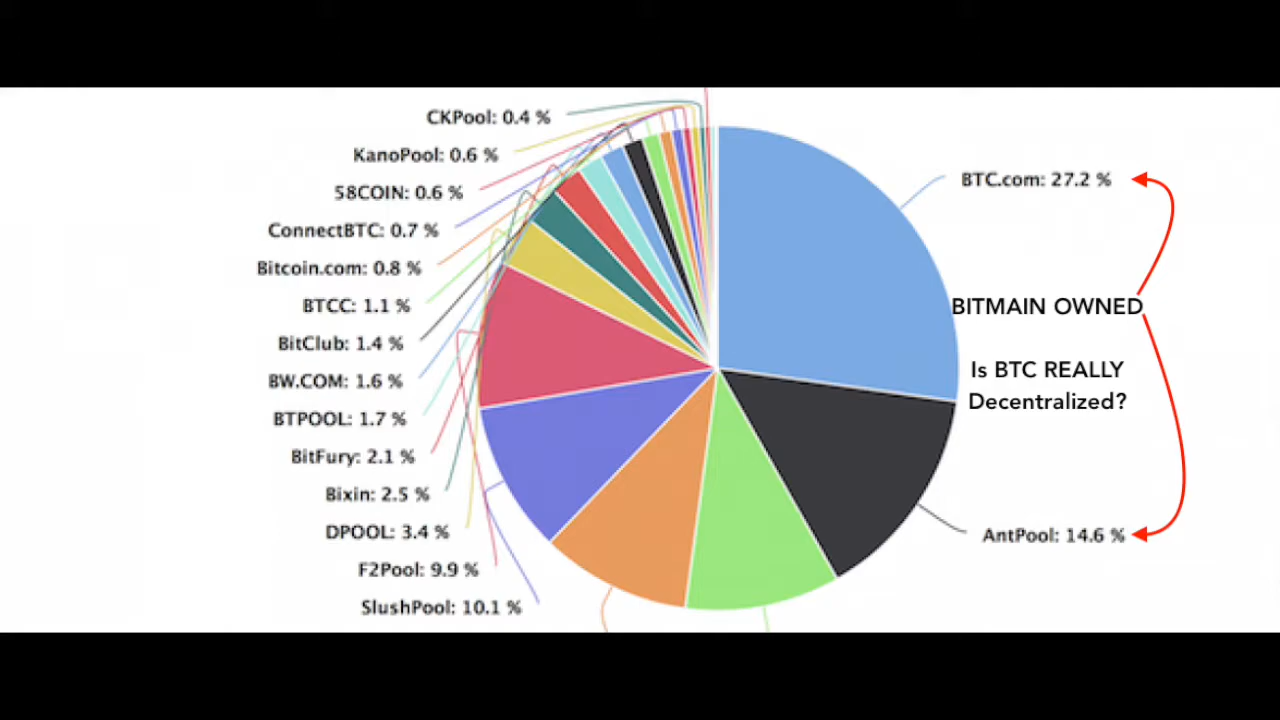 CKPool: 0.4 %
KanoPool: 0.6 %
58COIN: 0.6 %
ConnectBTC: 0.7 %
Bitcoin.com: 0.8 %
BTCC: 1.1 %
BitClub: 1.4 %
BW.COM: 1.6 %
BTPOOL: 1.7 %
BitFury: 2.1 %
Bixin: 2.5 %
DPOOL: 3.4 %
F2Pool: 9.9 %
SlushPool: 10.1 %
BTC.com: 27.2 %
BITMAIN OWNED
Is BTC REALLY
Decentralized?
AntPool: 14.6 %